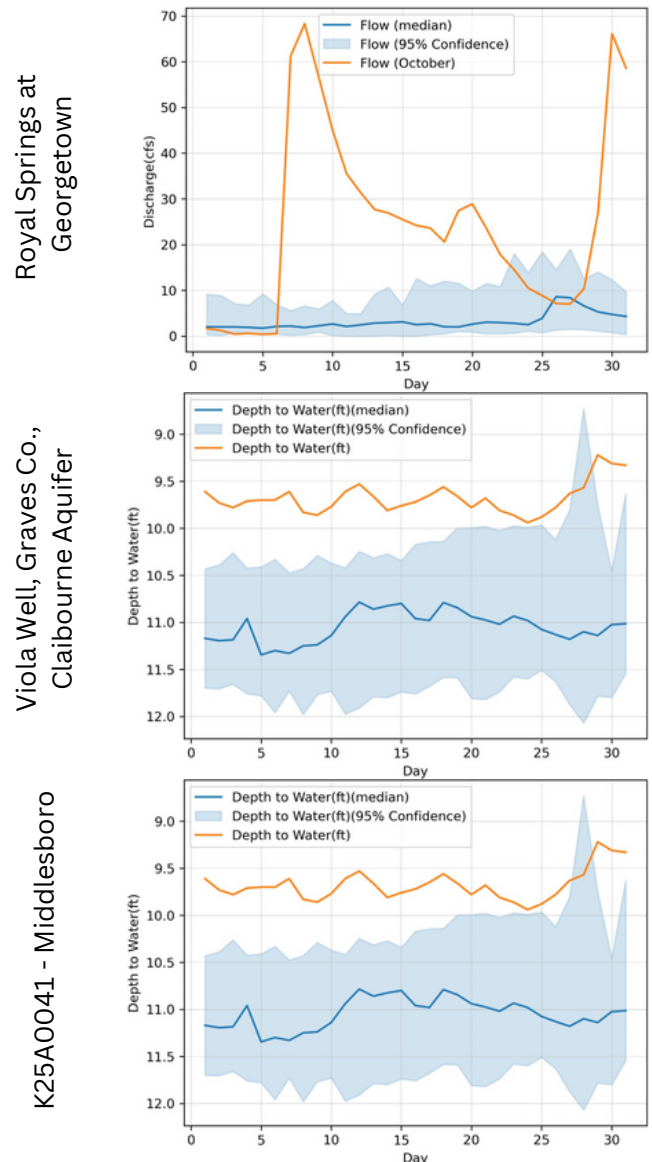 Royal Springs at
Georgetown
Flow (median)
Flow (95% Confidence)
Flow (October)
Discharge(cfs)
70
60
50
40
30
20
10
0
0 5 10 15 20 25 30
Day
Viola Well, Graves Co.,
Claibourne Aquifer
Depth to Water(ft)(median)
Depth to Water(ft)(95% Confidence)
Depth to Water(ft)
Depth to Water(ft)
9.0
9.5
10.0
10.5
11.0
11.5
12.0
0 5 10 15 20 25 30
Day
K25A0041 - Middlesboro
Depth to Water(ft)(median)
Depth to Water(ft)(95% Confidence)
Depth to Water(ft)
Depth to Water(ft)
9.0
9.5
10.0
10.5
11.0
11.5
12.0
0 5 10 15 20 25 30
Day